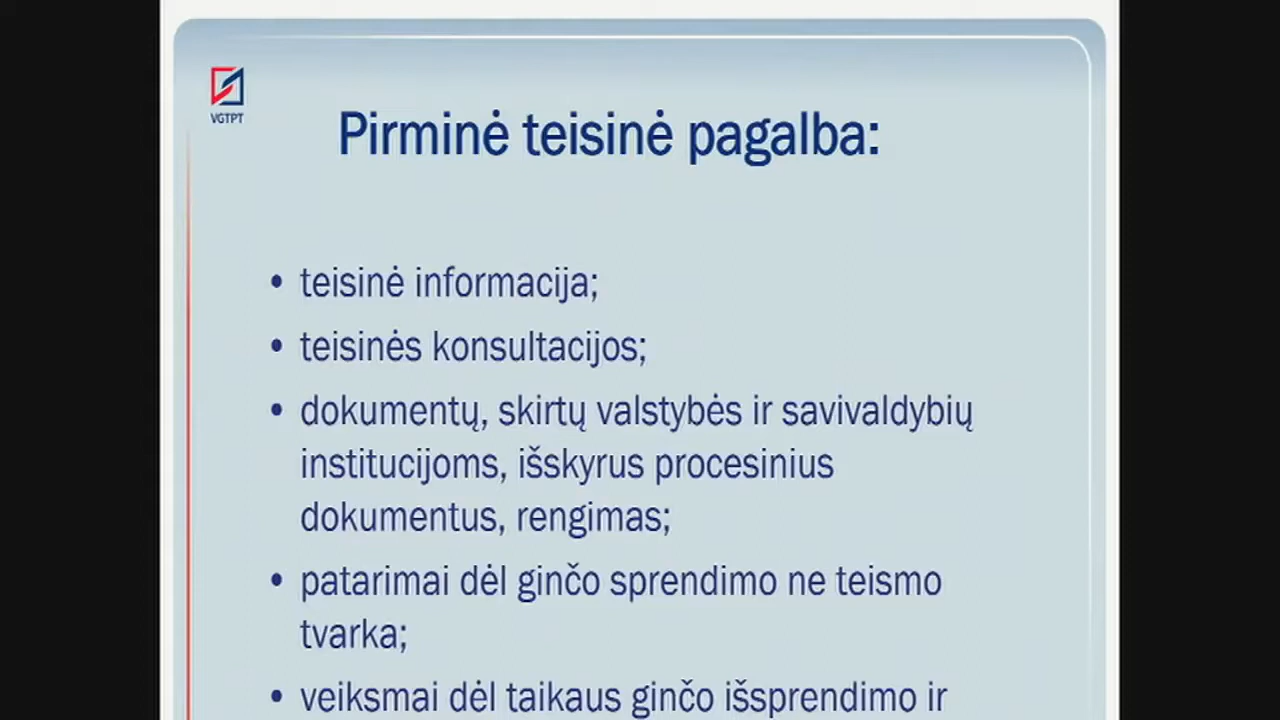 VGTPT
Pirminė teisinė pagalba:
• teisinė informacija;
• teisinės konsultacijos;
• dokumentų, skirtų valstybės ir savivaldybių
institucijoms, išskyrus procesinius
dokumentus, rengimas;
• patarimai dėl ginčo sprendimo ne teismo
tvarka;
• veiksmai dėl taikaus ginčo išsprendimo ir